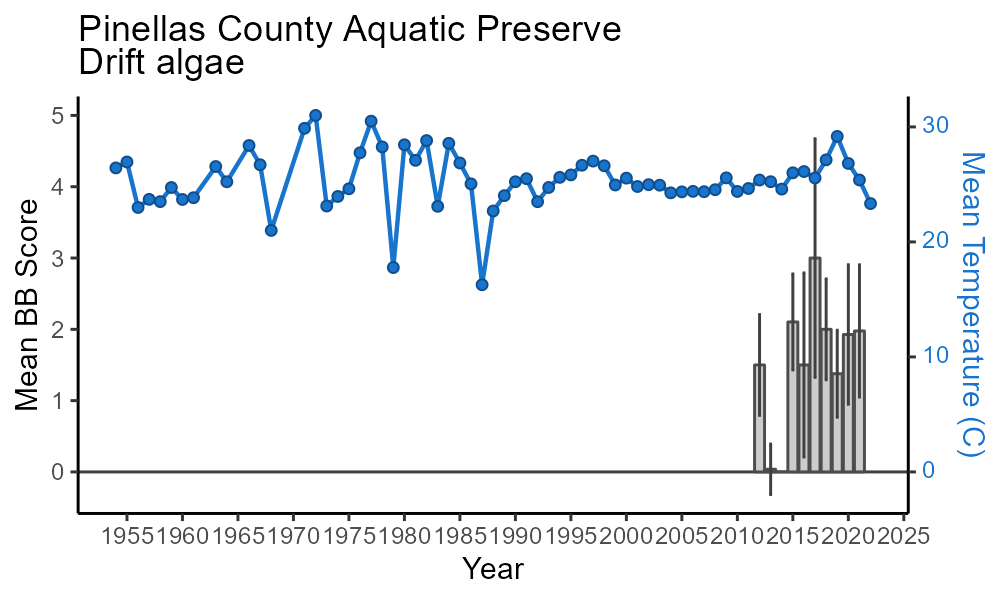 Pinellas County Aquatic Preserve
Drift algae
5
4
3
2
1
0
Mean BB Score
30
20
10
0
Mean Temperature (C)
1955 1960 1965 1970 1975 1980 1985 1990 1995 2000 2005 2010 2015 2020 2025
Year